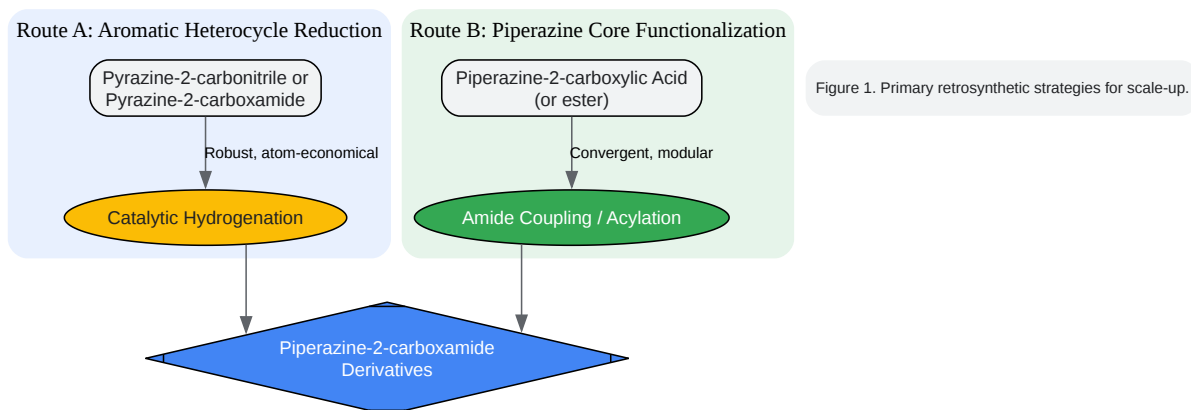 Route A: Aromatic Heterocycle Reduction
Pyrazine-2-carbonitrile or
Pyrazine-2-carboxamide
Robust, atom-economical
Catalytic Hydrogenation
Route B: Piperazine Core Functionalization
Piperazine-2-carboxylic Acid
(or ester)
Convergent, modular
Amide Coupling / Acylation
Piperazine-2-carboxamide
Derivatives
Figure 1. Primary retrosynthetic strategies for scale-up.